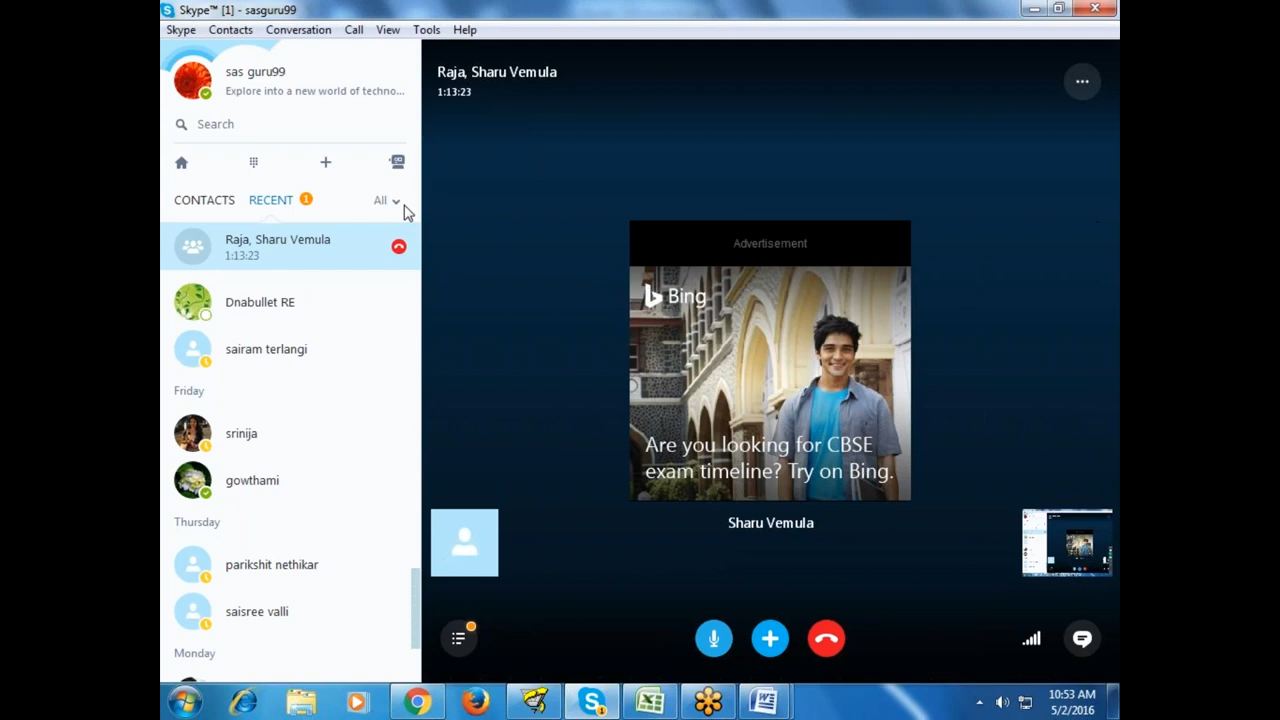 Skype™ [1] - sasguru99
Skype Contacts Conversation Call View Tools Help
sas guru99
Explore into a new world of techno...
Search
CONTACTS RECENT 1 All
Raja, Sharu Vemula
1:13:23
Dnabullet RE
sairam terlangi
Friday
srinija
gowthami
Thursday
parikshit nethikar
saisree valli
Monday
Raja, Sharu Vemula
1:13:23
Advertisement
Bing
Are you looking for CBSE
exam timeline? Try on Bing.
Sharu Vemula
10:53 AM
5/2/2016